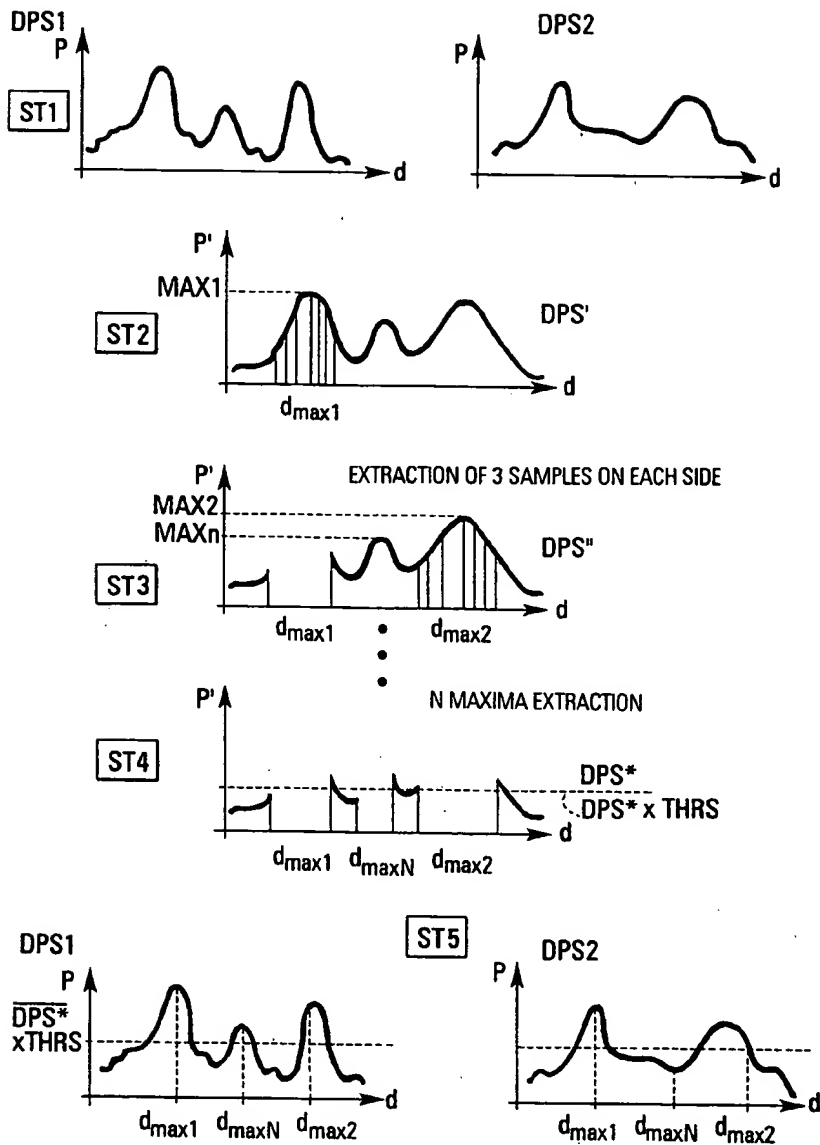 DPS1
P
DPS2
P
ST1
d
d
P'
MAX1
DPS'
ST2
d
dmax1
P'
EXTRACTION OF 3 SAMPLES ON EACH SIDE
MAX2
MAXn
DPS"
ST3
d
dmax1
dmax2
P'
N MAXIMA EXTRACTION
ST4
DPS*
DPS* x THRS
d
dmax1
dmaxN
dmax2
ST5
DPS1
DPS2
P
P
DPS*
xTHRS
d
d
dmax1
dmaxN
dmax2
dmax1
dmaxN
dmax2